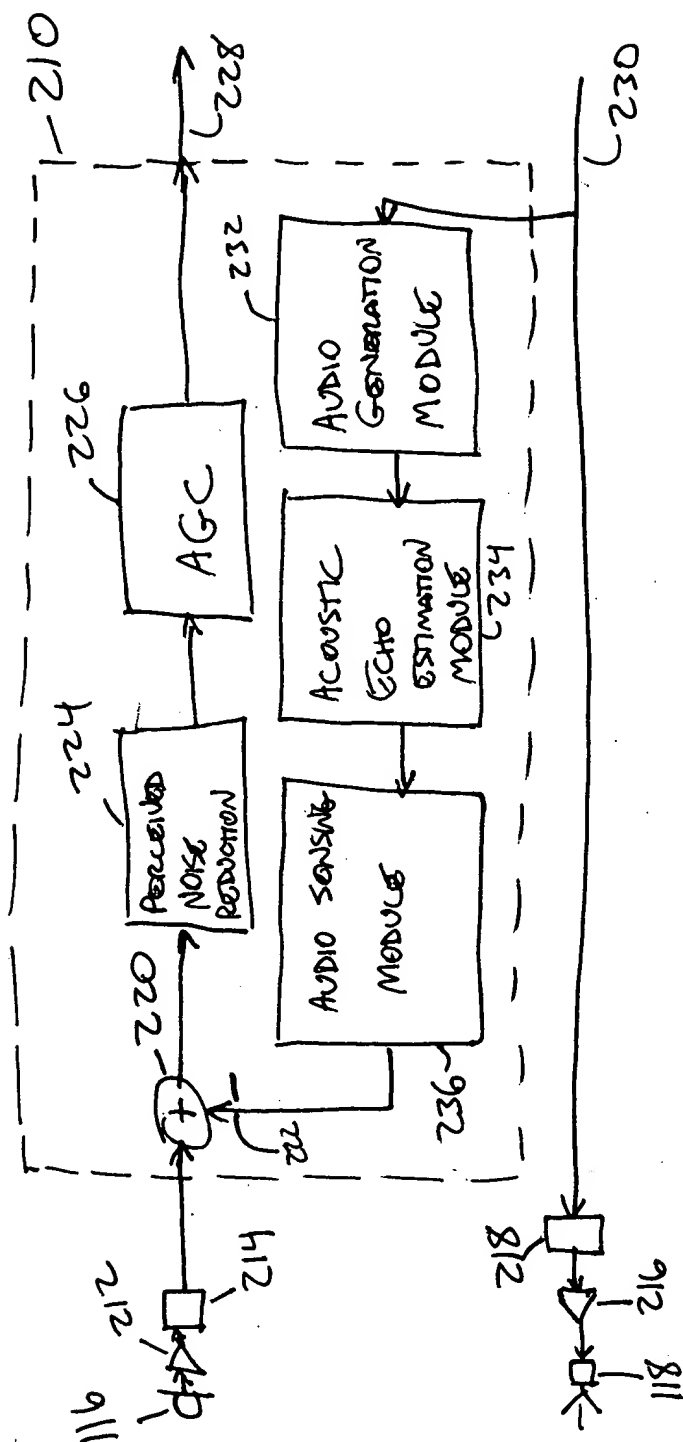 210
232
226
224
220
228
AUDIO
GENERATION
MODULE
AGC
ACOUSTIC
ECHO
ESTIMATION
MODULE
234
PERCEIVED
NOISE
REDUCTION
AUDIO SENSING
MODULE
+
-
222
236
230
116
212
214
218
216
118